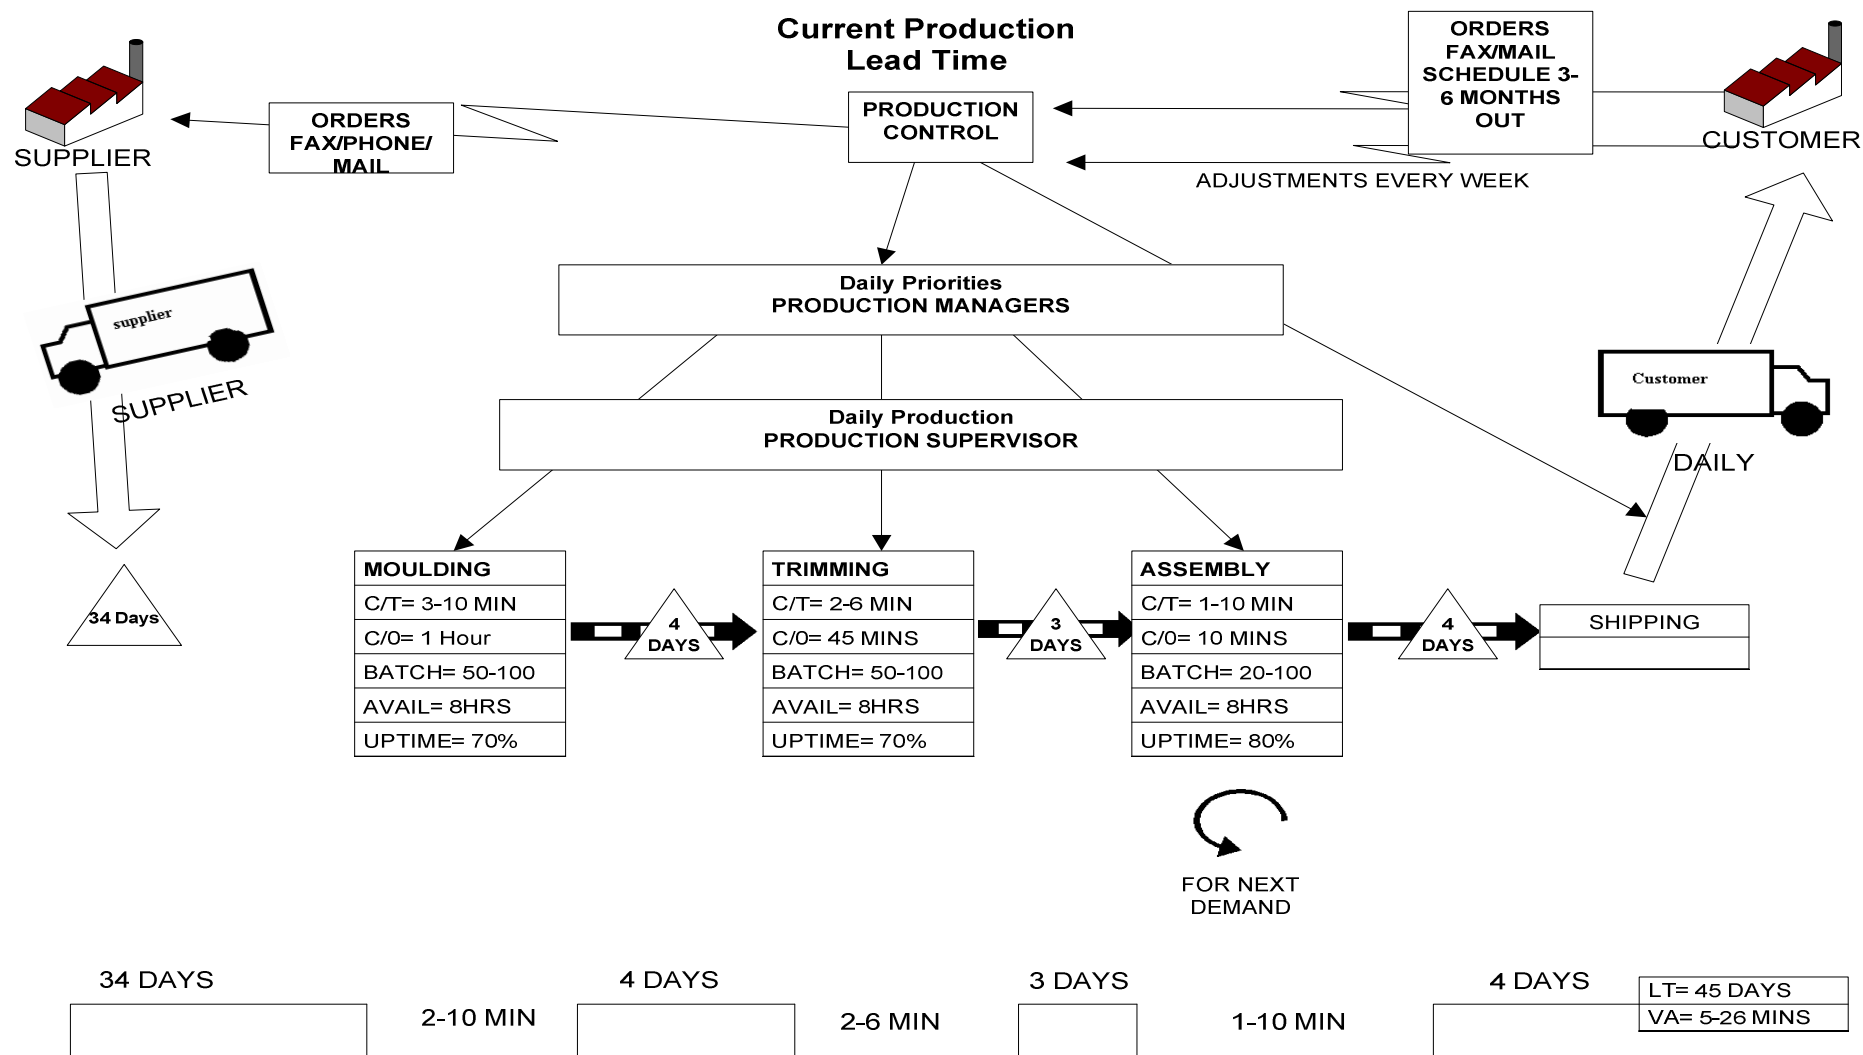 Current Production
Lead Time
ORDERS
FAX/MAIL
SCHEDULE 3-
6 MONTHS
OUT
PRODUCTION
CONTROL
ORDERS
FAX/PHONE/
MAIL
SUPPLIER
CUSTOMER
ADJUSTMENTS EVERY WEEK
Daily Priorities
PRODUCTION MANAGERS
supplier
SUPPLIER
Customer
DAILY
Daily Production
PRODUCTION SUPERVISOR
34 Days
MOULDING
C/T= 3-10 MIN
C/0= 1 Hour
BATCH= 50-100
AVAIL= 8HRS
UPTIME= 70%
4
DAYS
TRIMMING
C/T= 2-6 MIN
C/0= 45 MINS
BATCH= 50-100
AVAIL= 8HRS
UPTIME= 70%
3
DAYS
ASSEMBLY
C/T= 1-10 MIN
C/0= 10 MINS
BATCH= 20-100
AVAIL= 8HRS
UPTIME= 80%
4
DAYS
SHIPPING
FOR NEXT
DEMAND
34 DAYS
2-10 MIN
4 DAYS
2-6 MIN
3 DAYS
1-10 MIN
4 DAYS
LT= 45 DAYS
VA= 5-26 MINS